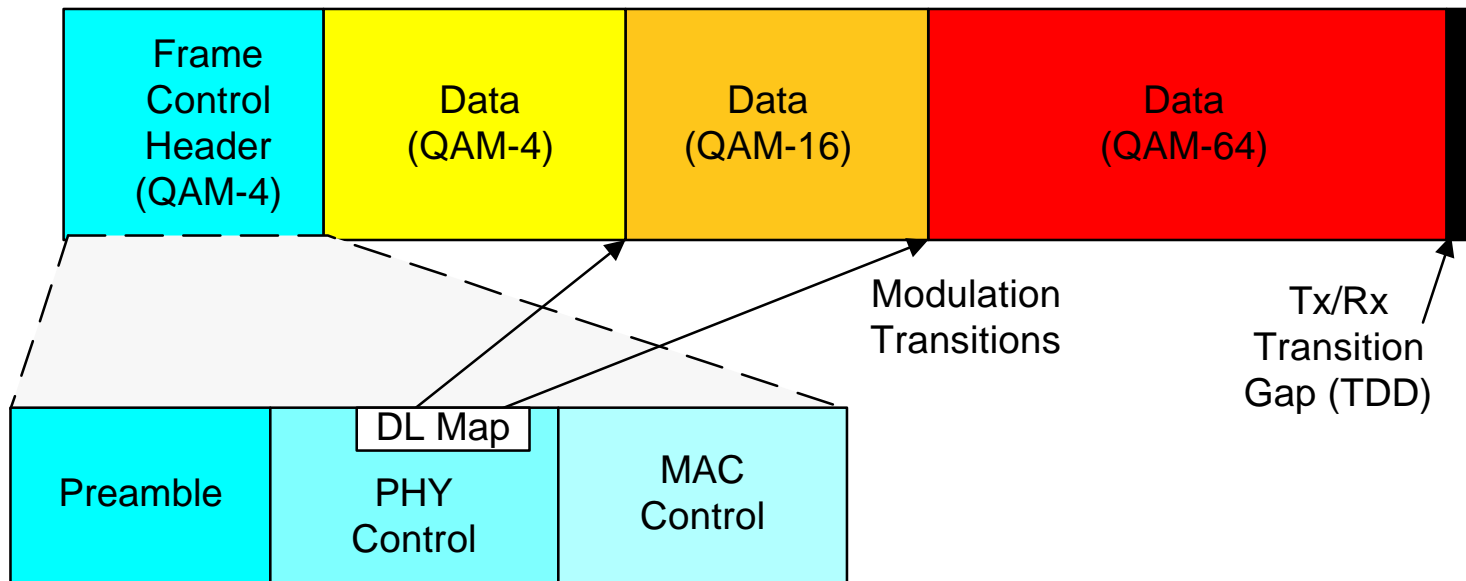 Frame
Control
Header
(QAM-4)
Data
(QAM-4)
Data
(QAM-16)
Data
(QAM-64)
Modulation
Transitions
Tx/Rx
Transition
Gap (TDD)
DL Map
Preamble
PHY
Control
MAC
Control